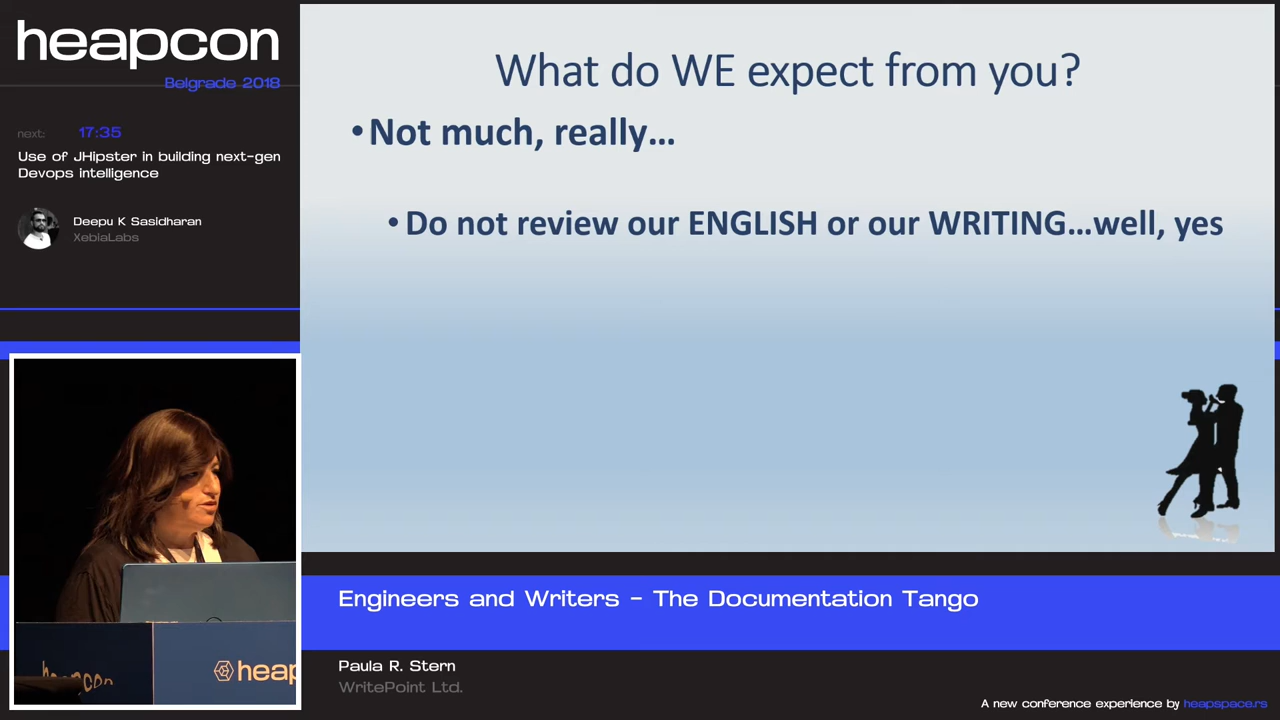 heapcon
Belgrade 2018
next: 17:35
Use of JHipster in building next-gen
Devops intelligence
Deepu K Sasidharan
XebiaLabs
What do WE expect from you?
•Not much, really…
•Do not review our ENGLISH or our WRITING…well, yes
heapcon
heap
Engineers and Writers - The Documentation Tango
Paula R. Stern
WritePoint Ltd.
A new conference experience by heapspace.rs